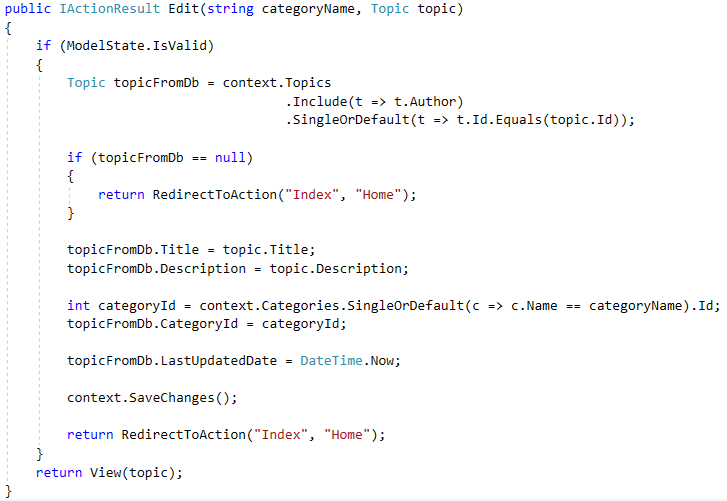 public IActionResult Edit(string categoryName, Topic topic)
{
    if (ModelState.IsValid)
    {
        Topic topicFromDb = context.Topics
                                    .Include(t => t.Author)
                                    .SingleOrDefault(t => t.Id.Equals(topic.Id));

        if (topicFromDb == null)
        {
            return RedirectToAction("Index", "Home");
        }

        topicFromDb.Title = topic.Title;
        topicFromDb.Description = topic.Description;

        int categoryId = context.Categories.SingleOrDefault(c => c.Name == categoryName).Id;
        topicFromDb.CategoryId = categoryId;

        topicFromDb.LastUpdatedDate = DateTime.Now;

        context.SaveChanges();

        return RedirectToAction("Index", "Home");
    }
    return View(topic);
}